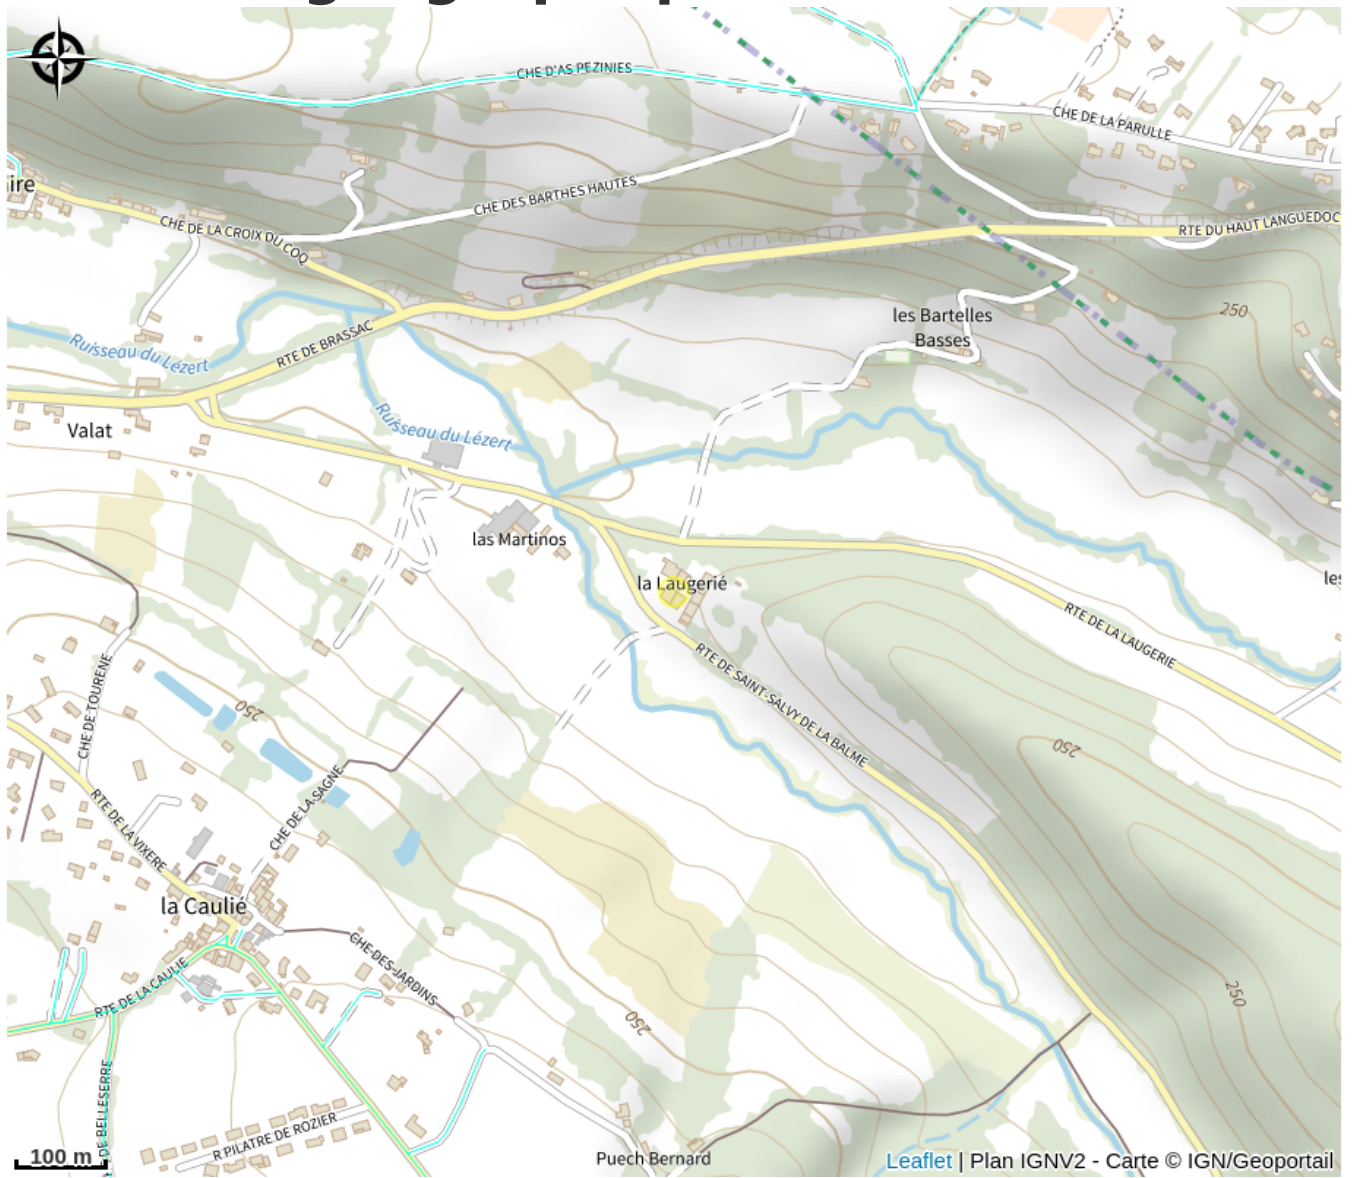 CHE D'AS PEZINIES
CHE DE LA PARULLE
CHE DES BARTHES HAUTES
CHE DE LA CROIX DU COQ
RTE DU HAUT LANGUEDOC
250
les Bartelles
Basses
RTE DE BRASSAC
Ruisseau du Lézert
Valat
Ruisseau du Lézert
las Martinos
la Laugerié
RTE DE LA LAUGERIE
RTE DE SAINT-SALVY DE LA BALME
CHE DE TOURENE
250
250
CHE DE LA SAGNE
RTE DE LA VIXERE
la Caulié
CHE DES JARDINS
RTE DE LA CAULIE
250
250
DE BELLESERRE
R PILATRE DE ROZIER
100 m
Puech Bernard
Leaflet | Plan IGNV2 - Carte © IGN/Geoportail